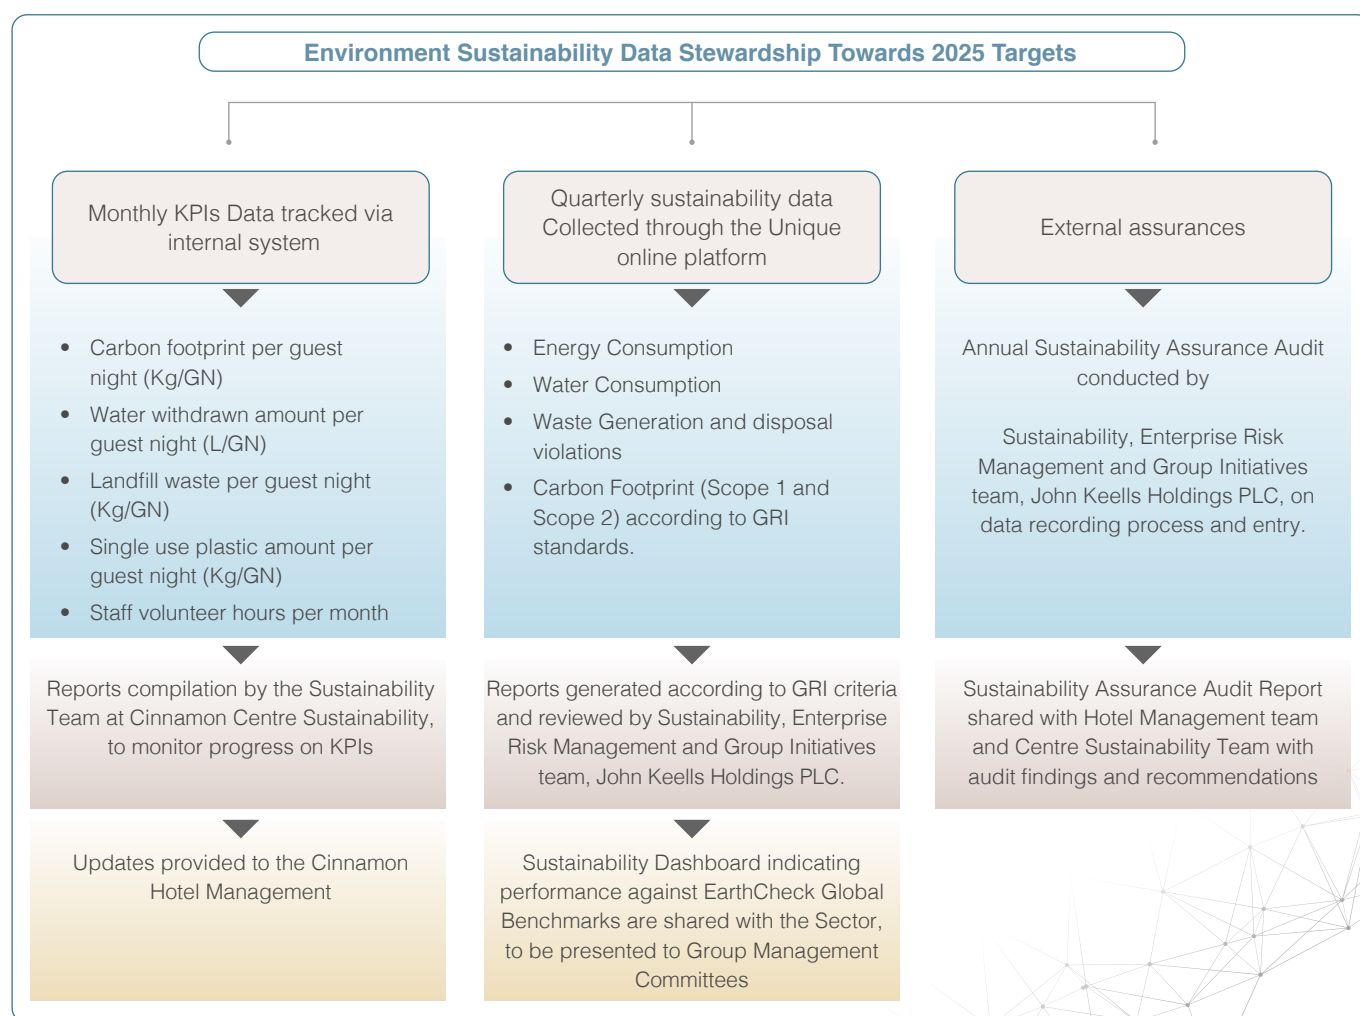 Environment Sustainability Data Stewardship Towards 2025 Targets
Monthly KPIs Data tracked via
internal system
• Carbon footprint per guest
night (Kg/GN)
• Water withdrawn amount per
guest night (L/GN)
• Landfill waste per guest night
(Kg/GN)
• Single use plastic amount per
guest night (Kg/GN)
• Staff volunteer hours per month
Reports compilation by the Sustainability
Team at Cinnamon Centre Sustainability,
to monitor progress on KPIs
Updates provided to the Cinnamon
Hotel Management
Quarterly sustainability data
Collected through the Unique
online platform
• Energy Consumption
• Water Consumption
• Waste Generation and disposal
violations
• Carbon Footprint (Scope 1 and
Scope 2) according to GRI
standards.
Reports generated according to GRI criteria
and reviewed by Sustainability, Enterprise
Risk Management and Group Initiatives
team, John Keells Holdings PLC.
Sustainability Dashboard indicating
performance against EarthCheck Global
Benchmarks are shared with the Sector,
to be presented to Group Management
Committees
External assurances
Annual Sustainability Assurance Audit
conducted by
Sustainability, Enterprise Risk
Management and Group Initiatives
team, John Keells Holdings PLC, on
data recording process and entry.
Sustainability Assurance Audit Report
shared with Hotel Management team
and Centre Sustainability Team with
audit findings and recommendations